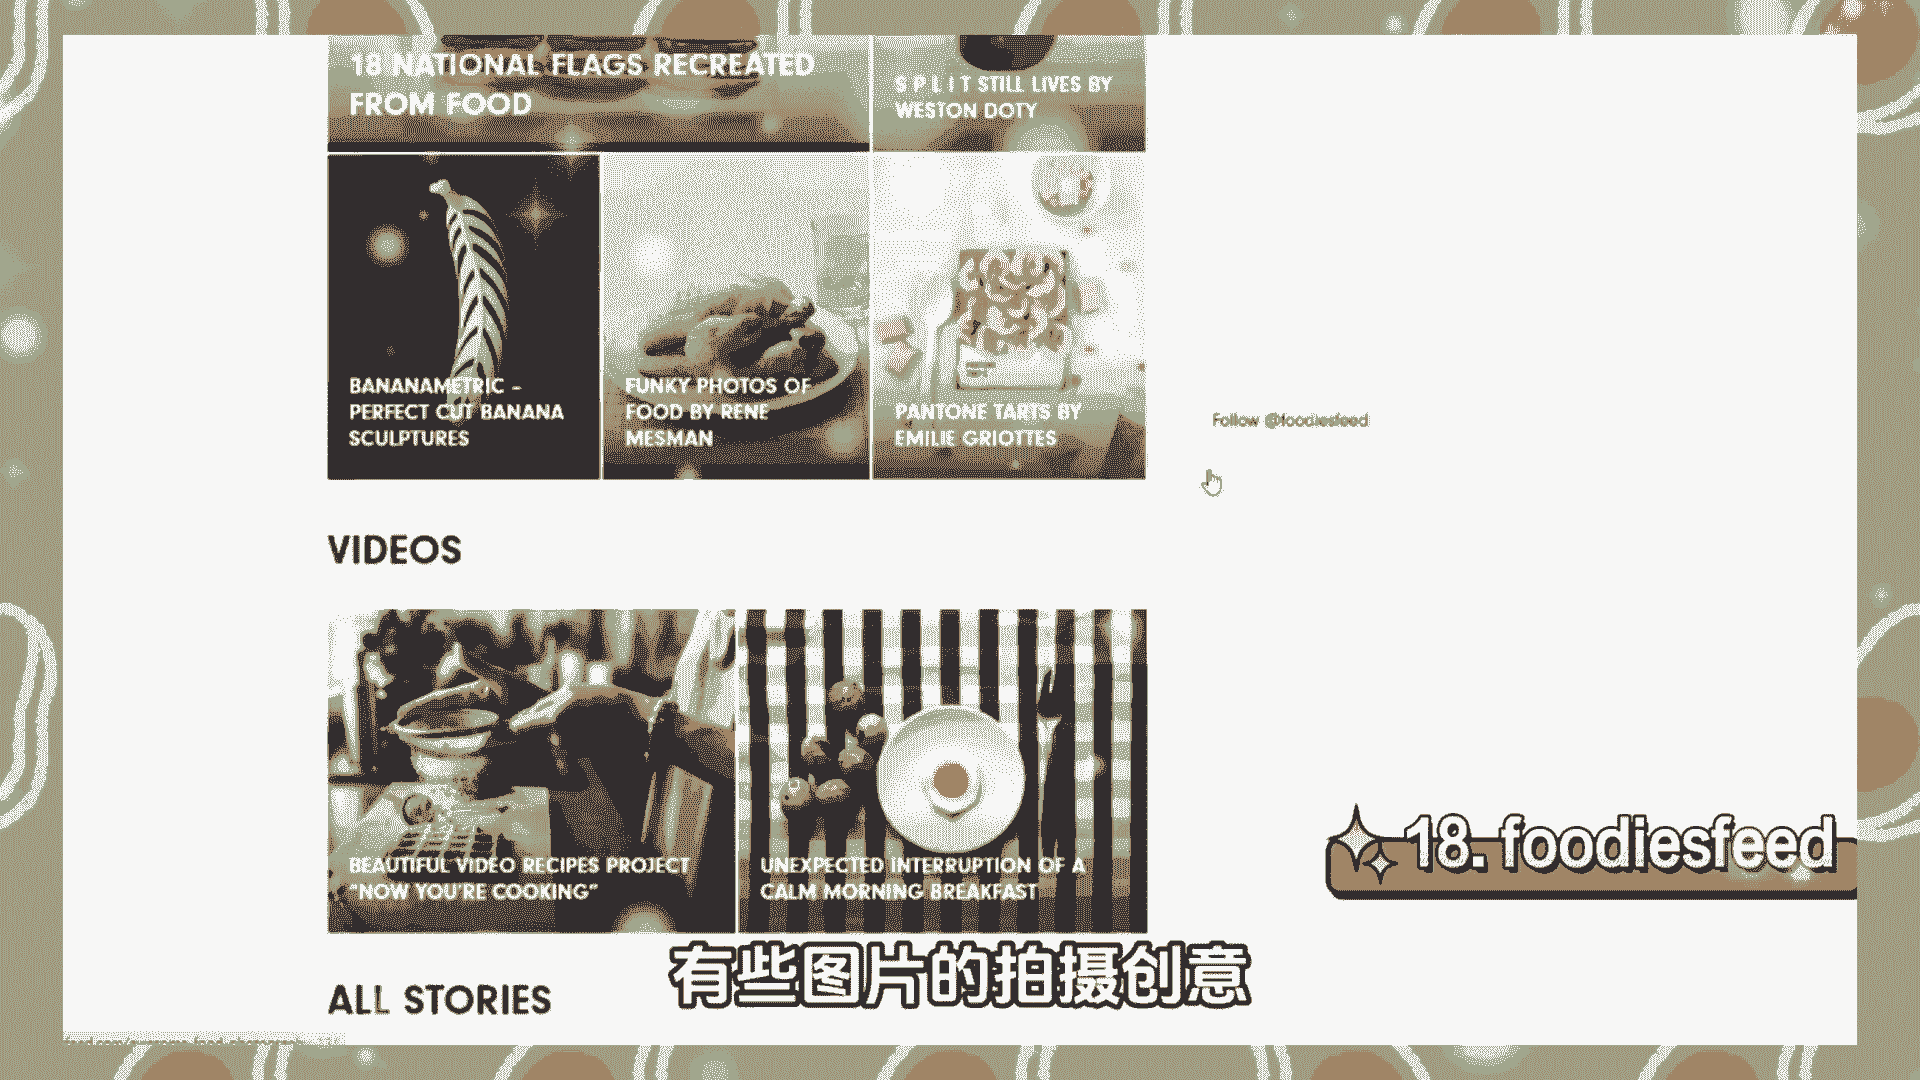 18 NATIONAL FLAGS RECREATED
FROM FOOD
S P L I T STILL LIVES BY
WESTON DOTY
BANANAMETRIC –
PERFECT CUT BANANA
SCULPTURES
FUNKY PHOTOS OF
FOOD BY RENE
MESMAN
PANTONE TARTS BY
EMILIE GRIOTTES
Follow @foodiesfeed
VIDEOS
BEAUTIFUL VIDEO RECIPES PROJECT
"NOW YOU'RE COOKING"
UNEXPECTED INTERRUPTION OF A
CALM MORNING BREAKFAST
18. foodiesfeed
有些图片的拍摄创意
ALL STORIES